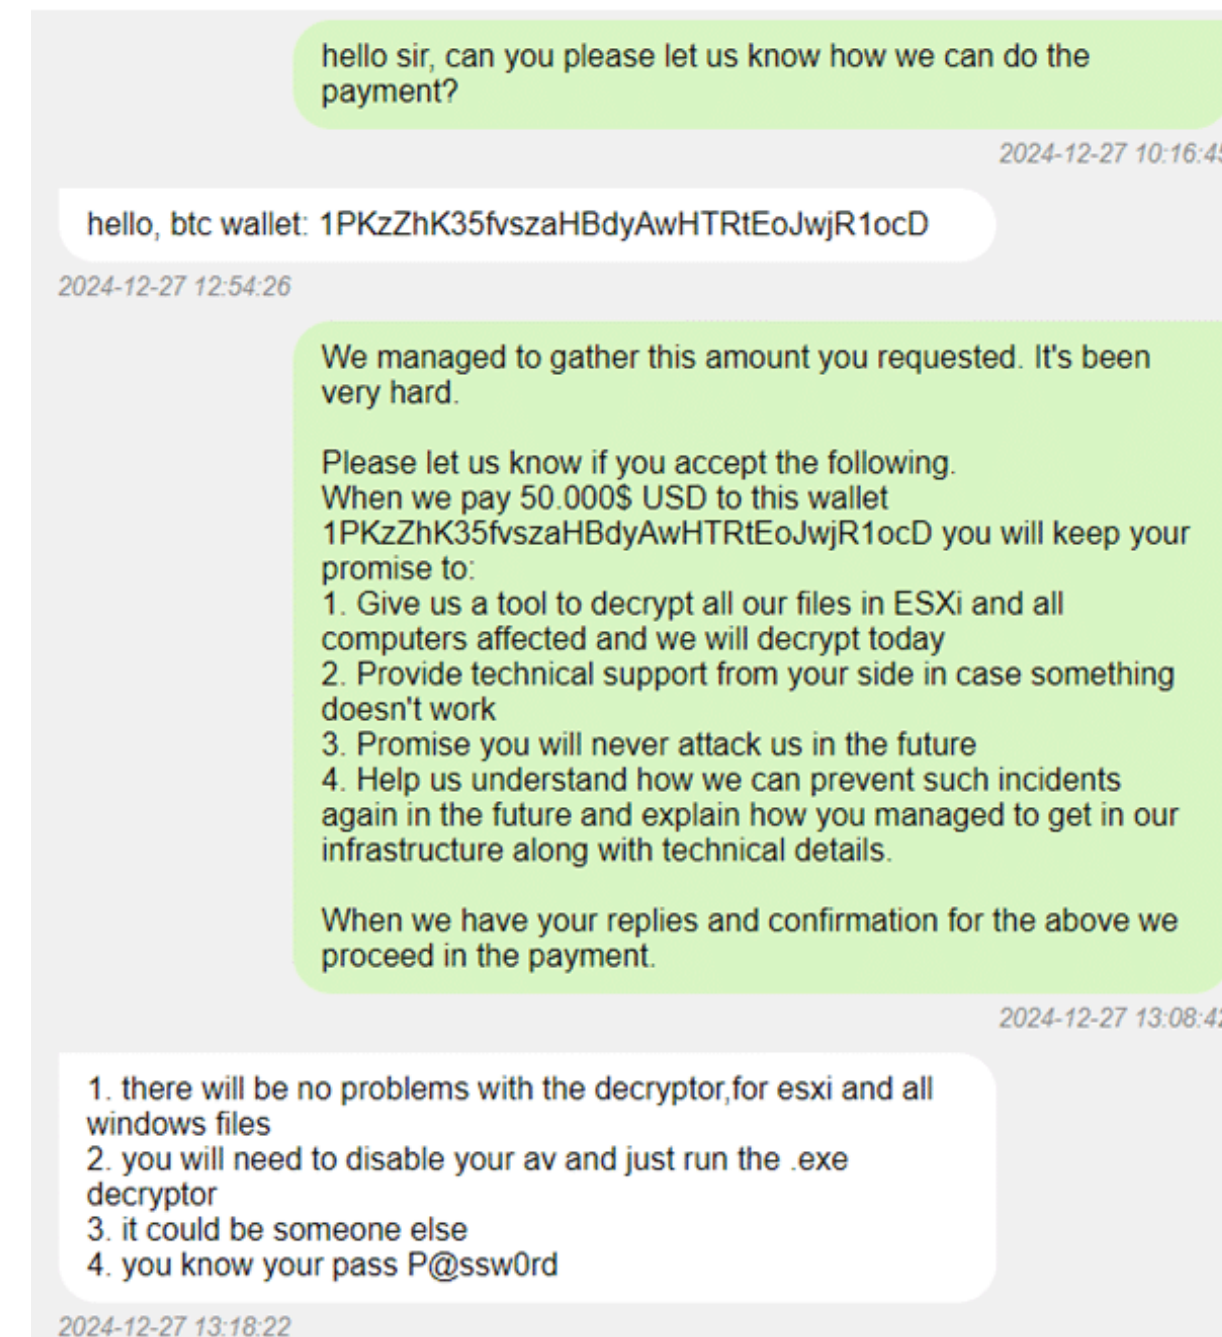 hello sir, can you please let us know how we can do the
payment?
2024-12-27 10:16:45
hello, btc wallet: 1PKzZhK35fvszaHBdyAwHTRtEoJwjR1ocD
2024-12-27 12:54:26
We managed to gather this amount you requested. It's been
very hard.
Please let us know if you accept the following.
When we pay 50.000$ USD to this wallet
1PKzZhK35fvszaHBdyAwHTRtEoJwjR1ocD you will keep your
promise to:
1. Give us a tool to decrypt all our files in ESXi and all
computers affected and we will decrypt today
2. Provide technical support from your side in case something
doesn't work
3. Promise you will never attack us in the future
4. Help us understand how we can prevent such incidents
again in the future and explain how you managed to get in our
infrastructure along with technical details.
When we have your replies and confirmation for the above we
proceed in the payment.
2024-12-27 13:08:42
1. there will be no problems with the decryptor,for esxi and all
windows files
2. you will need to disable your av and just run the .exe
decryptor
3. it could be someone else
4. you know your pass P@ssw0rd
2024-12-27 13:18:22